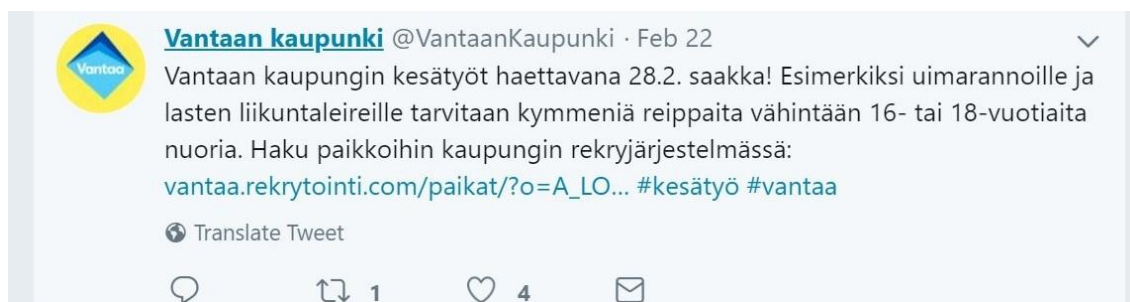 Vantaan kaupunki @VantaanKaupunki · Feb 22
Vantaa
Vantaan kaupungin kesätyöt haettavana 28.2. saakka! Esimerkiksi uimarannoille ja
lasten liikuntaleireille tarvitaan kymmeniä reippaita vähintään 16- tai 18-vuotiaita
nuoria. Haku paikkoihin kaupungin rekryjärjestelmässä:
vantaa.rekrytointi.com/paikat/?o=A_LO... #kesätyö #vantaa
Translate Tweet
1 4